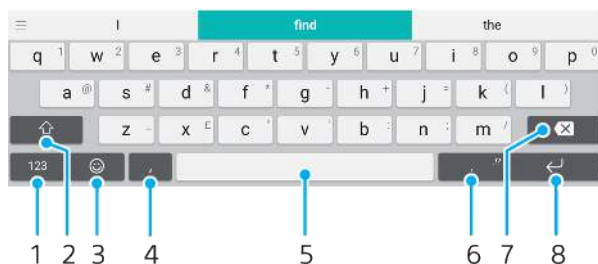 I find the
q 1 w 2 e 3 r 4 t 5 y 6 u 7 i 8 o 9 p 0
a @ s # d & f * g - h + j = k ( l )
z _ x £ c " v ' b : n ; m /
123 , . ,!?
1 2 3 4 5 6 7 8